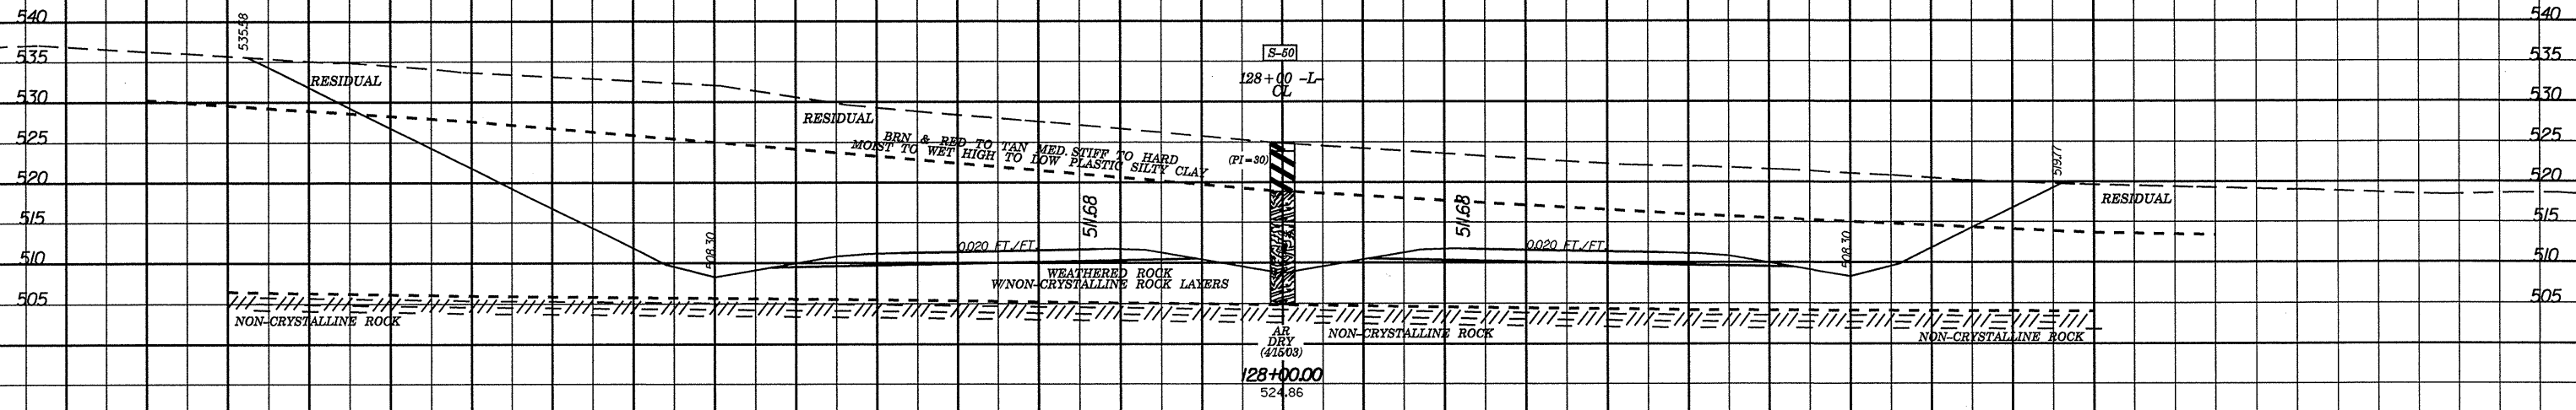 540
540
535.58
S-50
535
535
128+00 -L-
CL
RESIDUAL
530
530
RESIDUAL
525
525
BRN & RED TO TAN MED. STIFF TO HARD
MOIST TO WET HIGH TO LOW PLASTIC SILTY CLAY
(PI=30)
519.77
520
520
RESIDUAL
511.68
511.68
515
515
508.30
0.020 FT./FT.
0.020 FT./FT.
508.30
510
510
WEATHERED ROCK
W/NON-CRYSTALLINE ROCK LAYERS
505
505
NON-CRYSTALLINE ROCK
NON-CRYSTALLINE ROCK
NON-CRYSTALLINE ROCK
AR
DRY
(4/15/03)
128+00.00
524.86